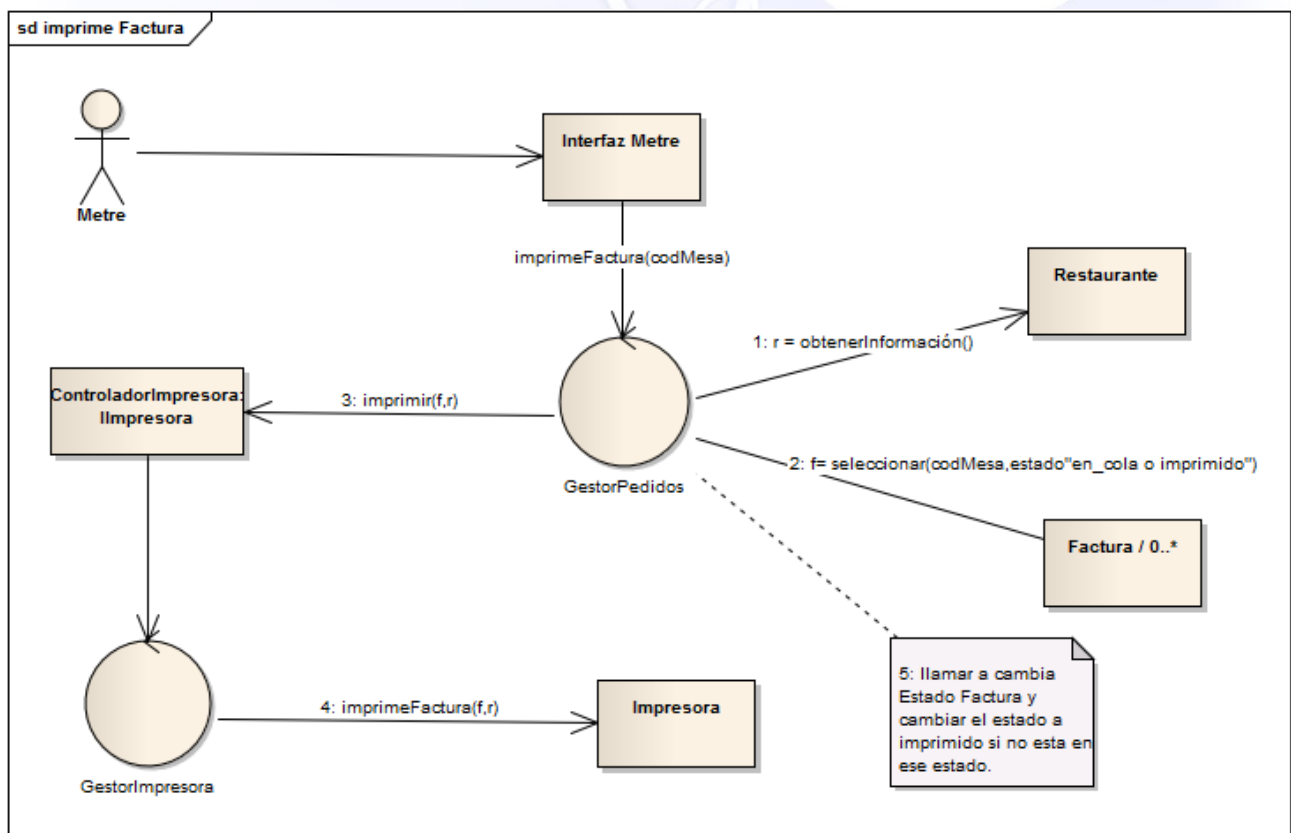 sd imprime Factura
Metre
Interfaz Metre
imprimeFactura(codMesa)
Restaurante
1: r = obtenerInformación()
ControladorImpresora:
IImpresora
3: imprimir(f,r)
GestorPedidos
2: f= seleccionar(codMesa,estado"en_cola o imprimido")
Factura / 0..*
5: llamar a cambia
Estado Factura y
cambiar el estado a
imprimido si no esta en
ese estado.
GestorImpresora
4: imprimeFactura(f,r)
Impresora